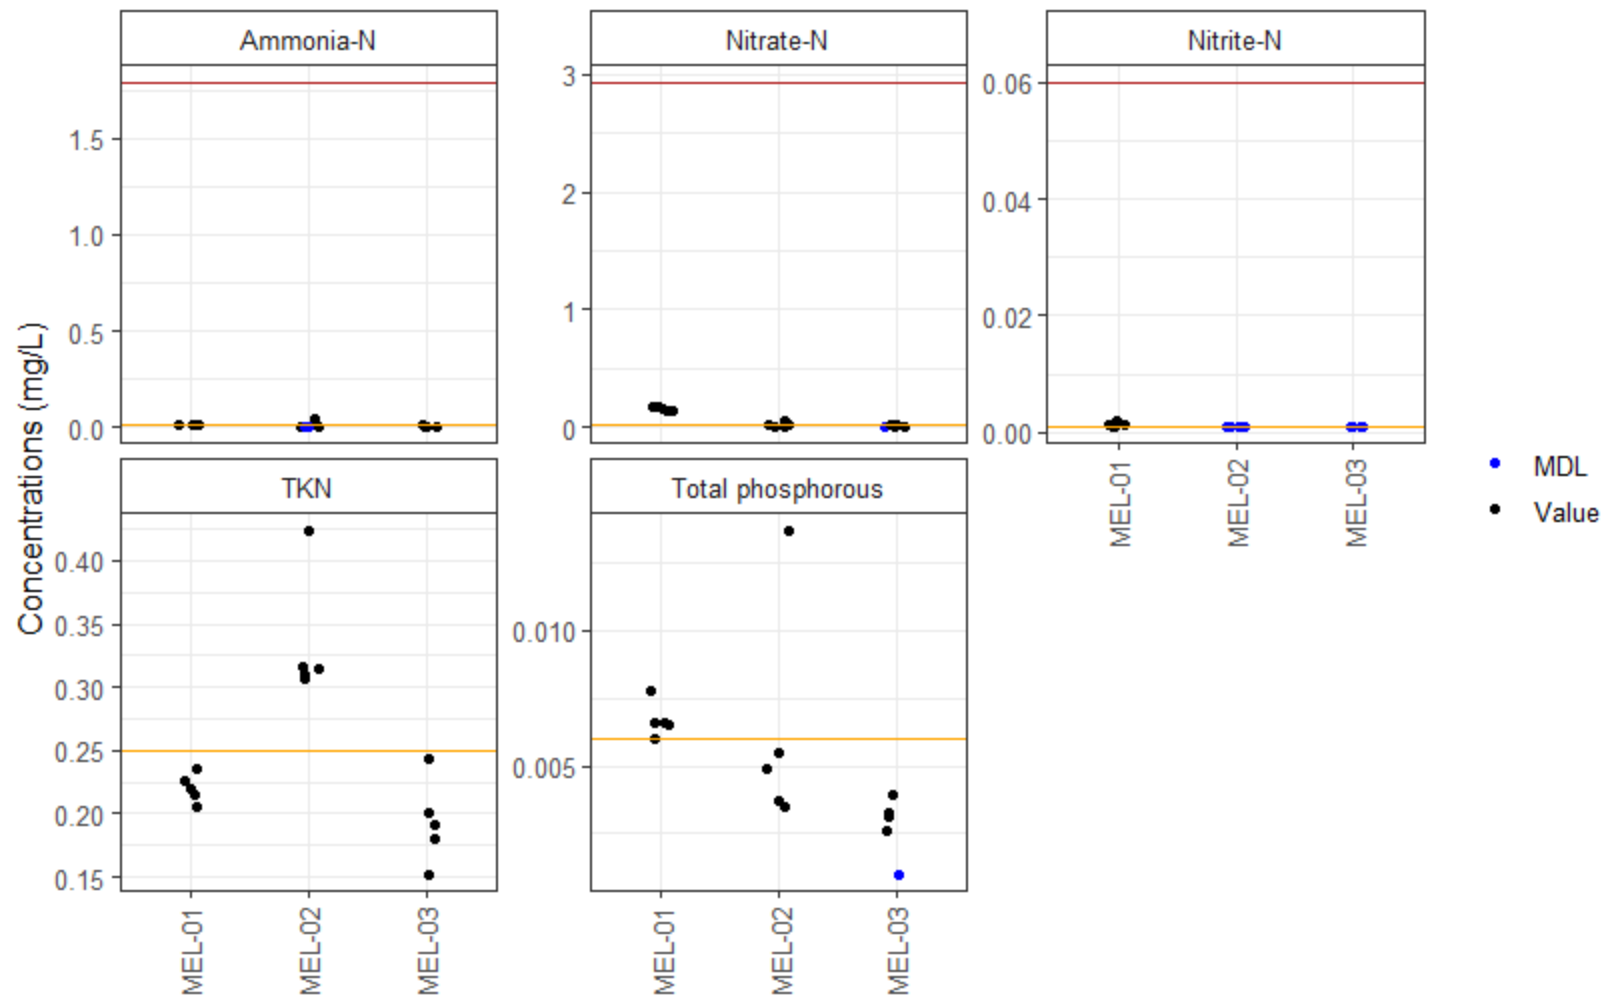 Ammonia-N
Nitrate-N
Nitrite-N
Concentrations (mg/L)
1.5
1.0
0.5
0.0
3
2
1
0
0.06
0.04
0.02
0.00
MEL-01
MEL-02
MEL-03
MDL
Value
TKN
Total phosphorous
0.40
0.35
0.30
0.25
0.20
0.15
0.010
0.005
MEL-01
MEL-02
MEL-03
MEL-01
MEL-02
MEL-03